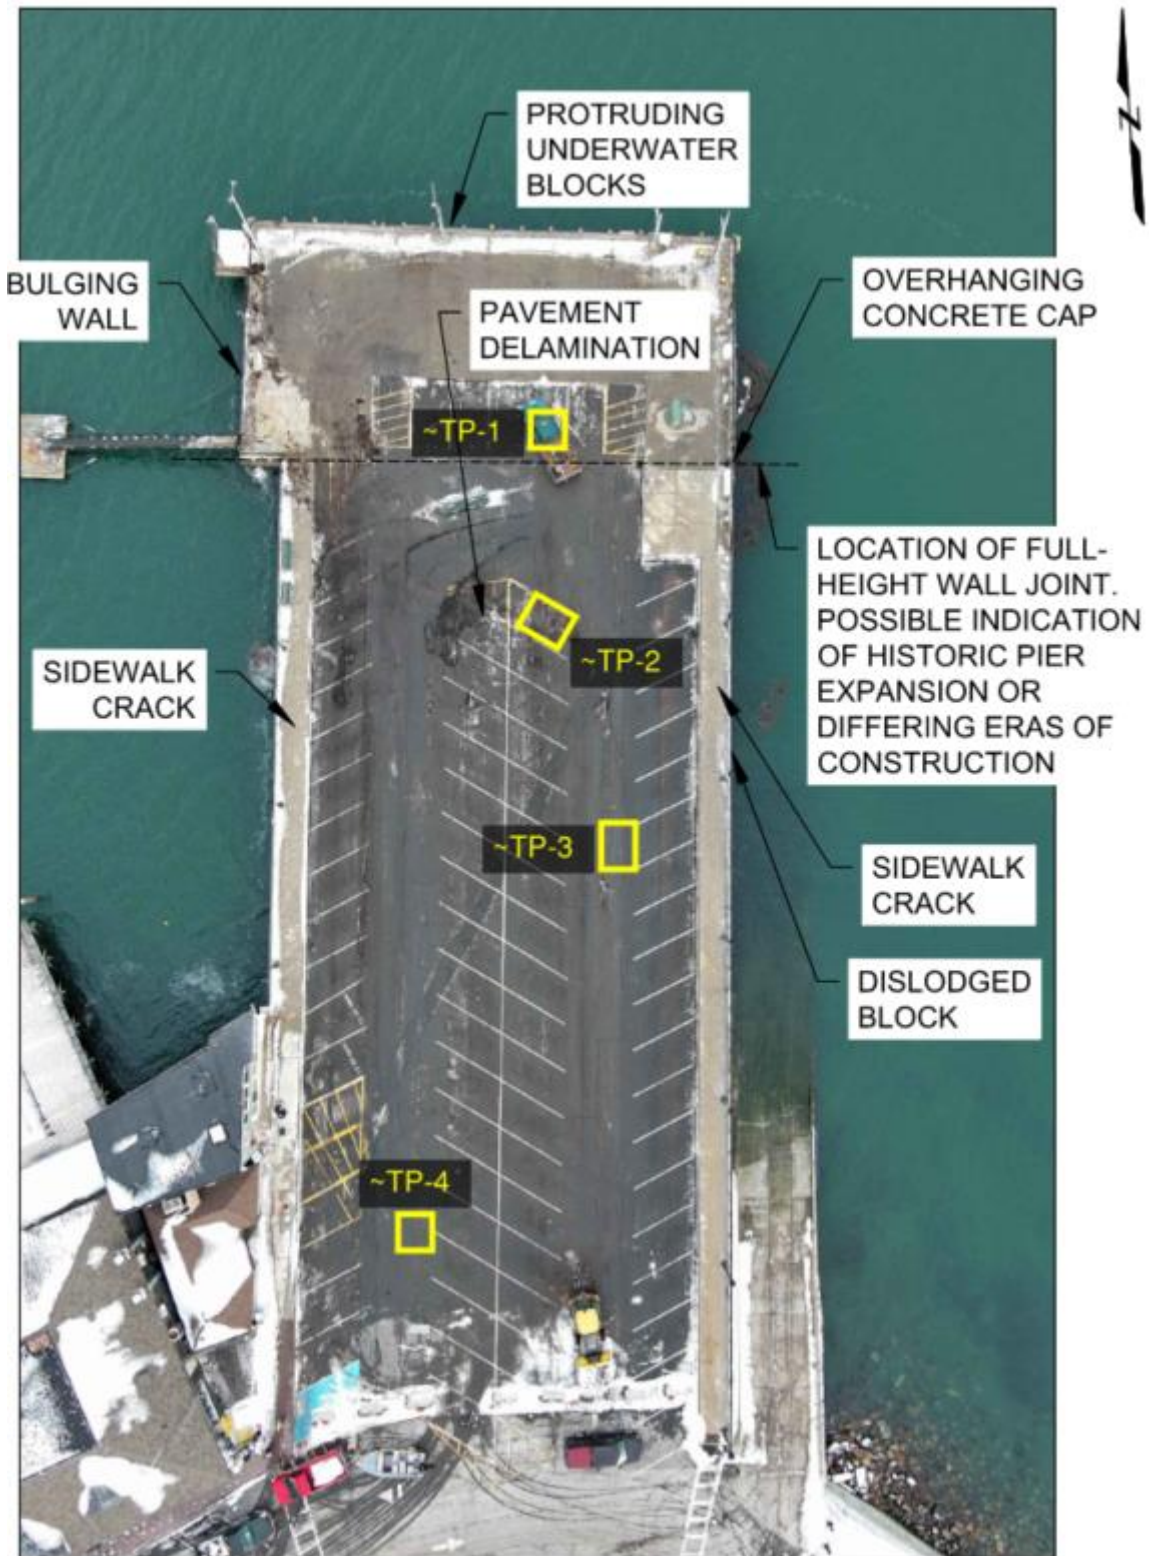 PROTRUDING
UNDERWATER
BLOCKS
N
BULGING
WALL
PAVEMENT
DELAMINATION
OVERHANGING
CONCRETE CAP
~TP-1
LOCATION OF FULL-
HEIGHT WALL JOINT.
POSSIBLE INDICATION
OF HISTORIC PIER
EXPANSION OR
DIFFERING ERAS OF
CONSTRUCTION
~TP-2
SIDEWALK
CRACK
~TP-3
SIDEWALK
CRACK
DISLODGED
BLOCK
~TP-4